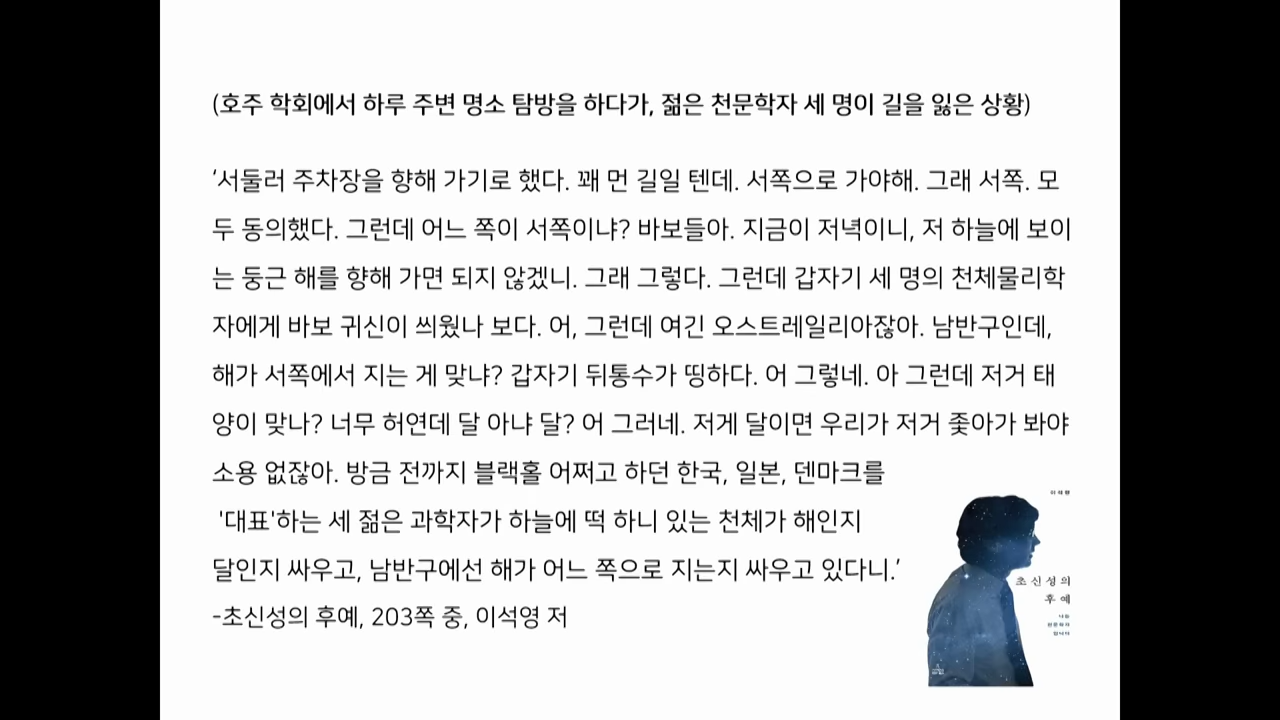 (호주 학회에서 하루 주변 명소 탐방을 하다가, 젊은 천문학자 세 명이 길을 잃은 상황)
‘서둘러 주차장을 향해 가기로 했다. 꽤 먼 길일 텐데. 서쪽으로 가야해. 그래 서쪽. 모
두 동의했다. 그런데 어느 쪽이 서쪽이냐? 바보들아. 지금이 저녁이니, 저 하늘에 보이
는 둥근 해를 향해 가면 되지 않겠니. 그래 그렇다. 그런데 갑자기 세 명의 천체물리학
자에게 바보 귀신이 씌웠나 보다. 어, 그런데 여긴 오스트레일리아잖아. 남반구인데,
해가 서쪽에서 지는 게 맞냐? 갑자기 뒤통수가 띵하다. 어 그렇네. 아 그런데 저거 태
양이 맞나? 너무 허연데 달 아냐 달? 어 그러네. 저게 달이면 우리가 저거 좇아가 봐야
소용 없잖아. 방금 전까지 블랙홀 어쩌고 하던 한국, 일본, 덴마크를
'대표'하는 세 젊은 과학자가 하늘에 떡 하니 있는 천체가 해인지
달인지 싸우고, 남반구에선 해가 어느 쪽으로 지는지 싸우고 있다니.’
-초신성의 후예, 203쪽 중, 이석영 저
이석영
초신성의
후예
나는
천문학자
입니다